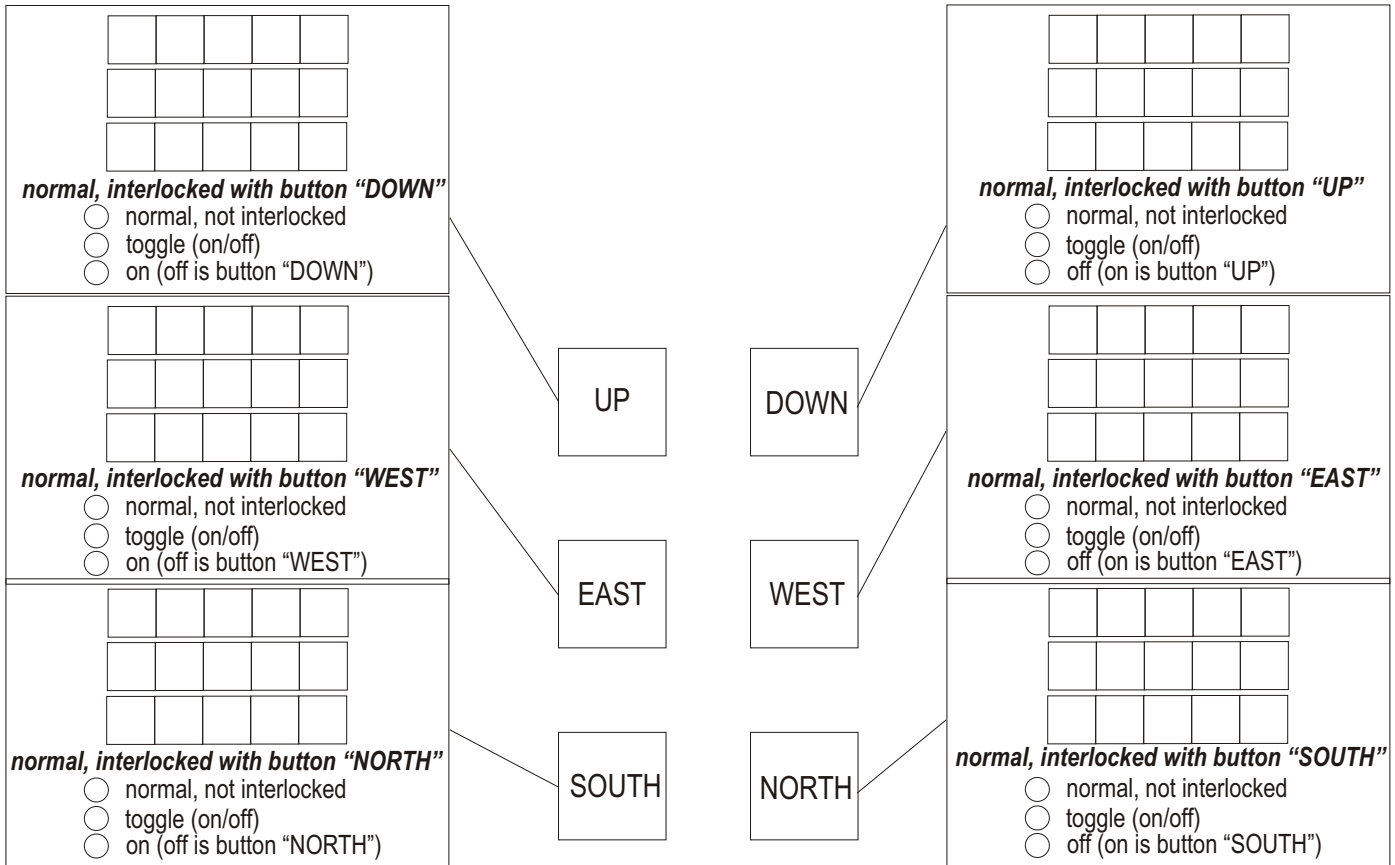 normal, interlocked with button “DOWN”
normal, not interlocked
toggle (on/off)
on (off is button “DOWN”)
normal, interlocked with button “UP”
normal, not interlocked
toggle (on/off)
off (on is button “UP”)
normal, interlocked with button “WEST”
normal, not interlocked
toggle (on/off)
on (off is button “WEST”)
UP
DOWN
normal, interlocked with button “EAST”
normal, not interlocked
toggle (on/off)
off (on is button “EAST”)
EAST
WEST
normal, interlocked with button “NORTH”
normal, not interlocked
toggle (on/off)
on (off is button “NORTH”)
SOUTH
NORTH
normal, interlocked with button “SOUTH”
normal, not interlocked
toggle (on/off)
off (on is button “SOUTH”)